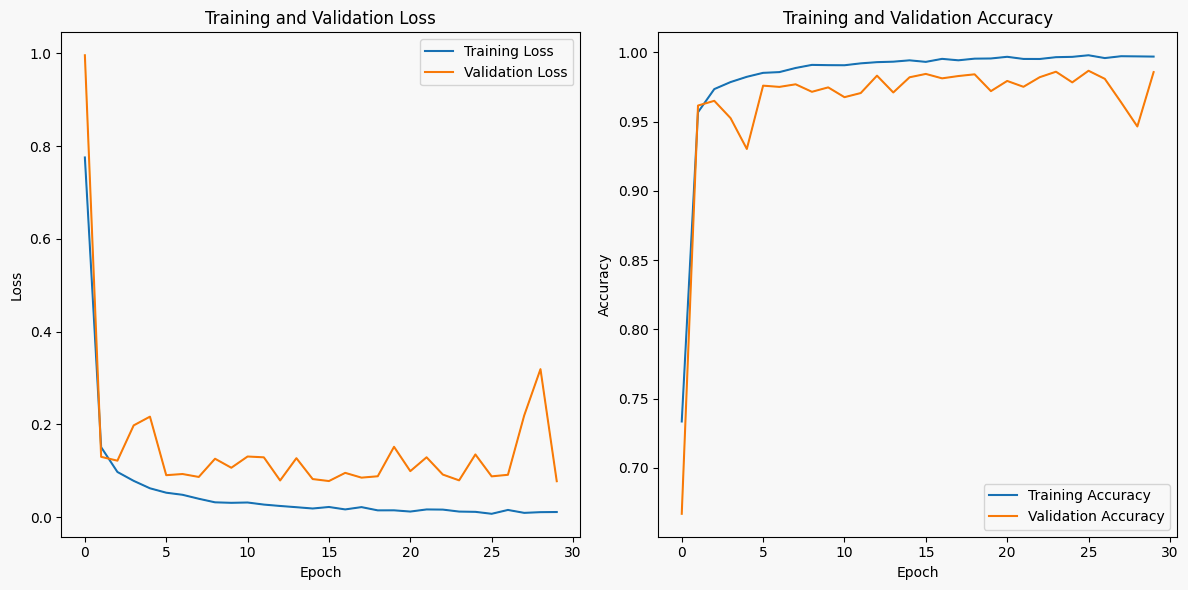 Training and Validation Loss
Training Loss
Validation Loss
1.0
0.8
0.6
0.4
0.2
0.0
Loss
0
5
10
15
20
25
30
Epoch
Training and Validation Accuracy
1.00
0.95
0.90
0.85
0.80
0.75
0.70
Accuracy
Training Accuracy
Validation Accuracy
0
5
10
15
20
25
30
Epoch